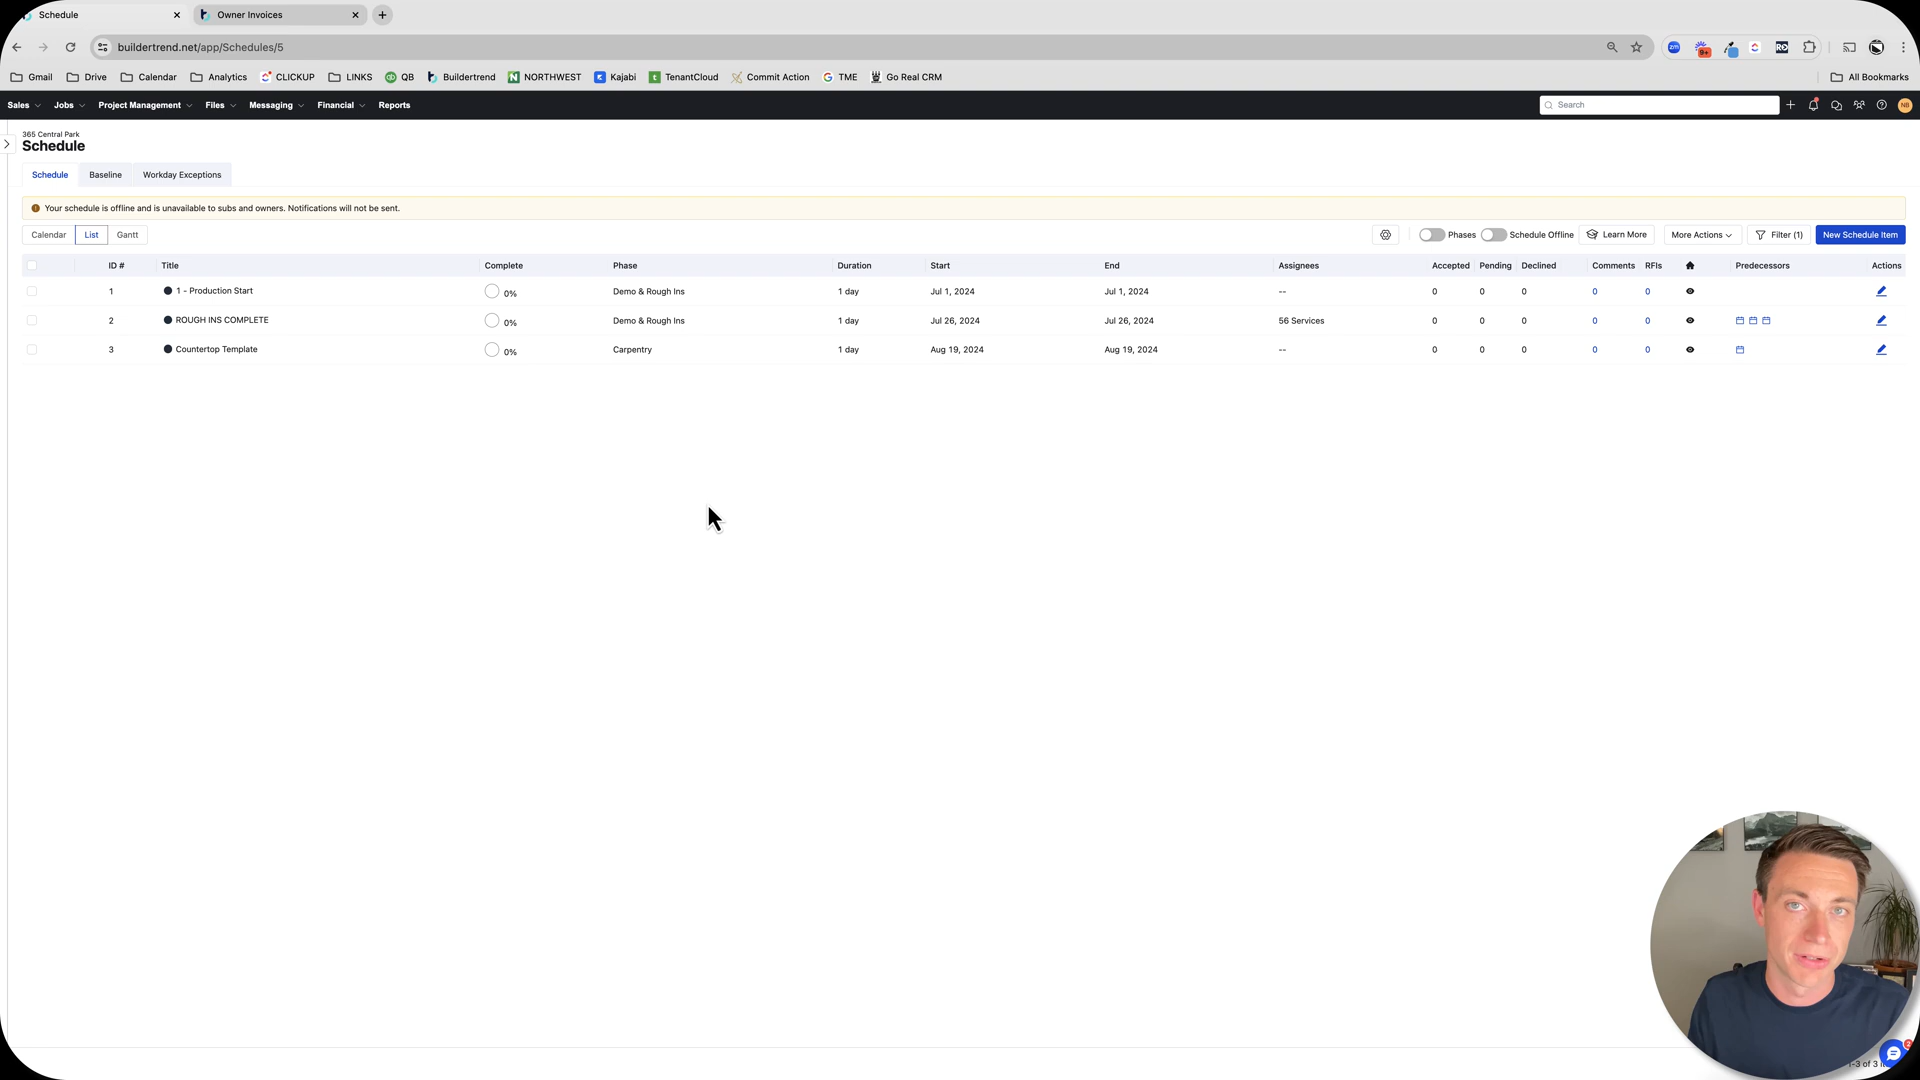 Schedule
Owner Invoices
buildertrend.net/app/Schedules/5
Gmail Drive Calendar Analytics CLICKUP LINKS QB Buildertrend NORTHWEST Kajabi TenantCloud Commit Action TME Go Real CRM All Bookmarks
Sales Jobs Project Management Files Messaging Financial Reports Search NB
365 Central Park
Schedule
Schedule Baseline Workday Exceptions
Your schedule is offline and is unavailable to subs and owners. Notifications will not be sent.
Calendar List Gantt Phases Schedule Offline Learn More More Actions Filter (1) New Schedule Item
ID # Title Complete Phase Duration Start End Assignees Accepted Pending Declined Comments RFIs Predecessors Actions
1 1 - Production Start 0% Demo & Rough Ins 1 day Jul 1, 2024 Jul 1, 2024 -- 0 0 0 0 0
2 ROUGH INS COMPLETE 0% Demo & Rough Ins 1 day Jul 26, 2024 Jul 26, 2024 56 Services 0 0 0 0 0
3 Countertop Template 0% Carpentry 1 day Aug 19, 2024 Aug 19, 2024 -- 0 0 0 0 0
1-3 of 3